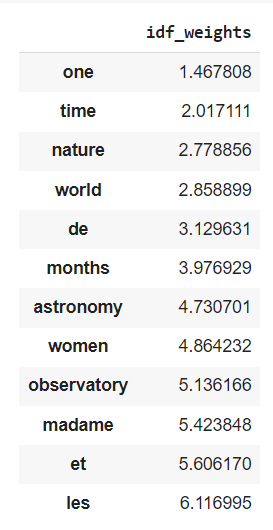 idf_weights
one 1.467808
time 2.017111
nature 2.778856
world 2.858899
de 3.129631
months 3.976929
astronomy 4.730701
women 4.864232
observatory 5.136166
madame 5.423848
et 5.606170
les 6.116995